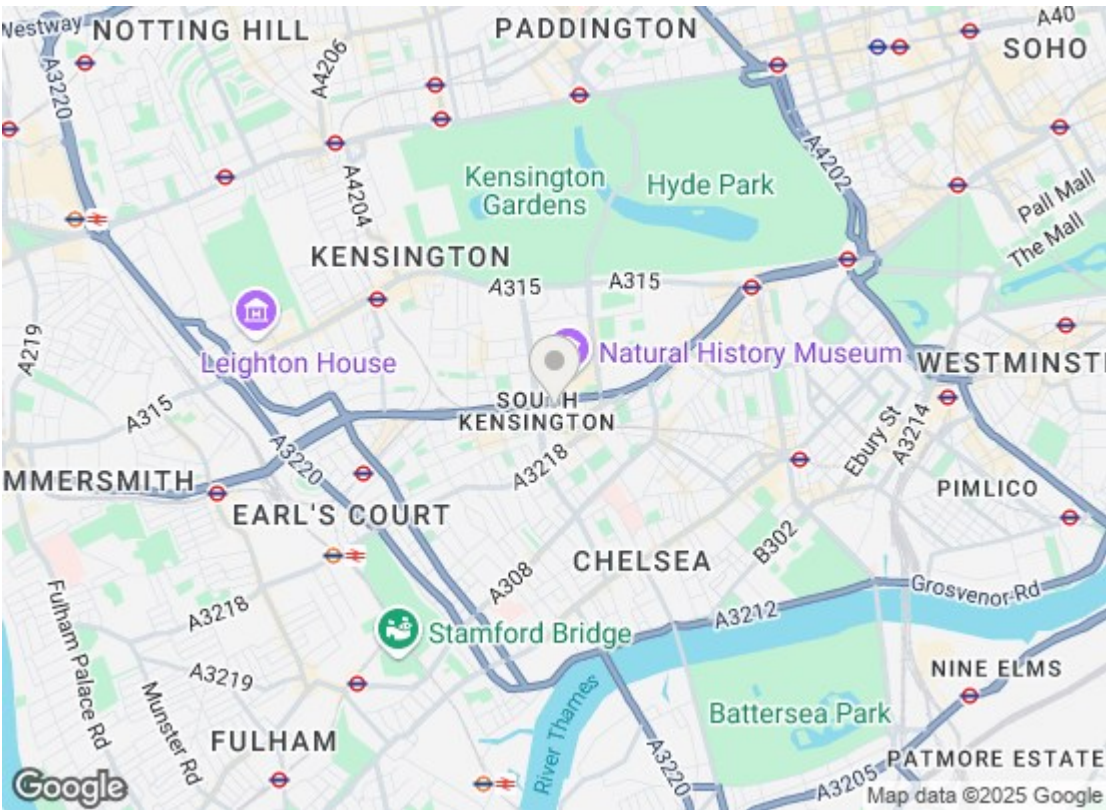 Westway
NOTTING HILL
PADDINGTON
A40
SOHO
A3220
A4206
A4202
A4204
Kensington
Gardens
Hyde Park
Pall Mall
The Mall
KENSINGTON
A315
A315
A219
Leighton House
Natural History Museum
WESTMINST
A315
SOU H
KENSINGTON
Ebury St
A3214
A3220
A3218
MMERSMITH
EARL'S COURT
PIMLICO
B302
CHELSEA
A308
Grosvenor Rd
A3218
A3212
Stamford Bridge
Fulham Palace Rd
A3219
Munster Rd
NINE ELMS
River Thames
Battersea Park
FULHAM
A3220
PATMORE ESTATE
A3205
Google
Map data ©2025 Google